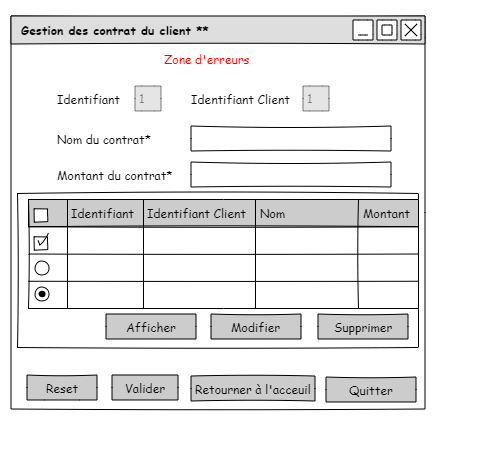 Gestion des contrat du client **
Zone d'erreurs
Identifiant 1 Identifiant Client 1
Nom du contrat*
Montant du contrat*
Identifiant Identifiant Client Nom Montant
Afficher Modifier Supprimer
Reset Valider Retourner à l'acceuil Quitter